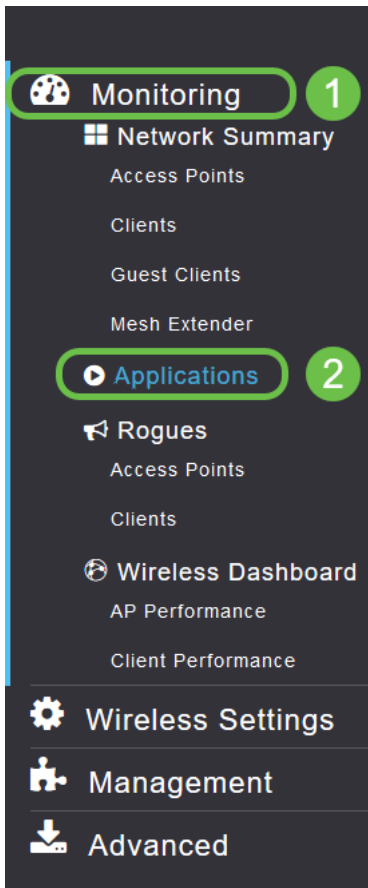 Monitoring 1
Network Summary
Access Points
Clients
Guest Clients
Mesh Extender
Applications 2
Rogues
Access Points
Clients
Wireless Dashboard
AP Performance
Client Performance
Wireless Settings
Management
Advanced